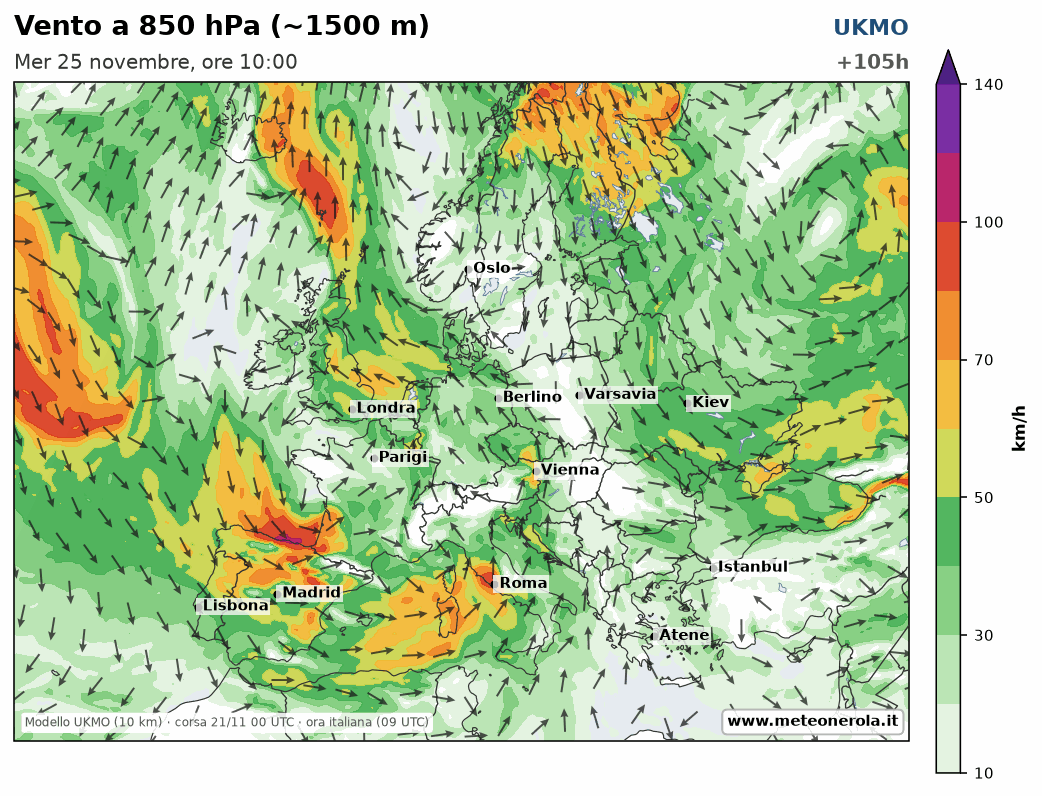 Vento a 850 hPa (~1500 m)
UKMO
Mer 25 novembre, ore 10:00
+105h
140
100
70
50
30
10
km/h
Oslo
Berlino
Varsavia
Kiev
Londra
Parigi
Vienna
Istanbul
Roma
Madrid
Lisbona
Atene
Modello UKMO (10 km) · corsa 21/11 00 UTC · ora italiana (09 UTC)
www.meteonerola.it